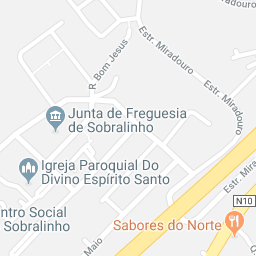 Estr. Miradouro
R. Bom Jesus
Estr. Miradouro
Junta de Freguesia
de Sobralinho
Igreja Paroquial Do
Divino Espírito Santo
N10
Estr. Mira
ntro Social
Sobralinho
Sabores do Norte
Maio